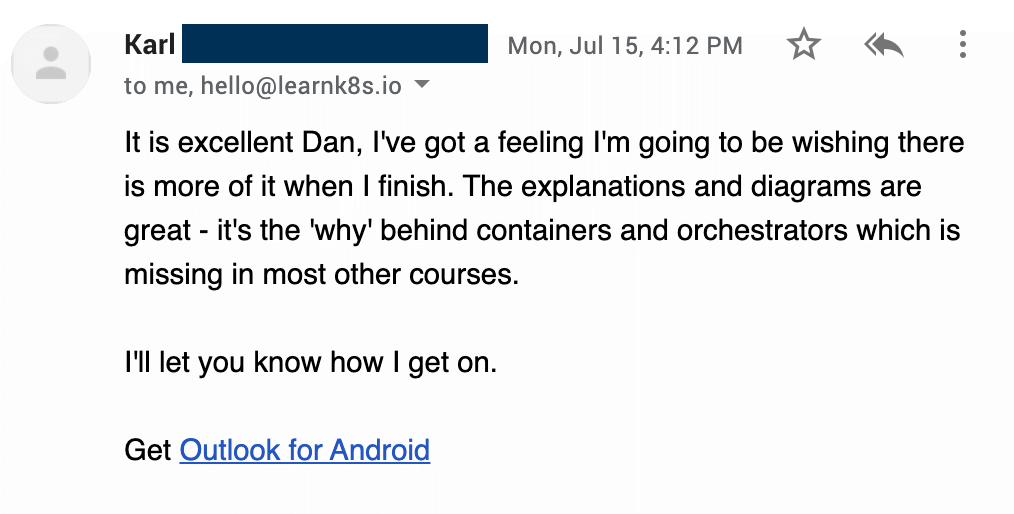 Karl Mon, Jul 15, 4:12 PM
to me, hello@learnk8s.io
It is excellent Dan, I've got a feeling I'm going to be wishing there
is more of it when I finish. The explanations and diagrams are
great - it's the 'why' behind containers and orchestrators which is
missing in most other courses.
I'll let you know how I get on.
Get Outlook for Android